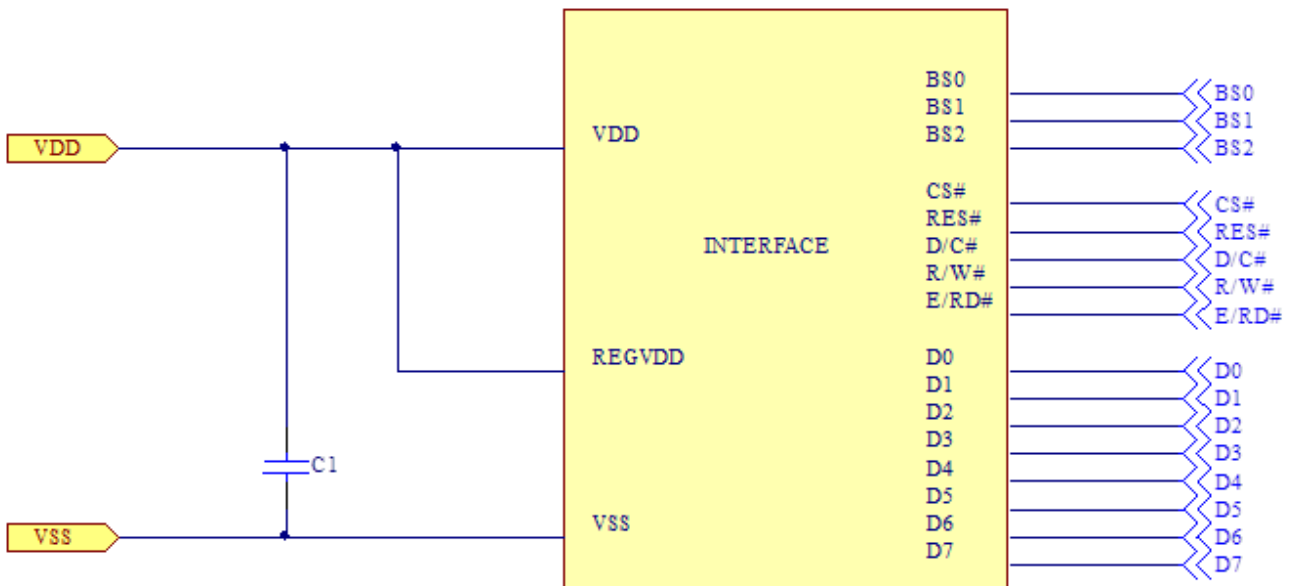 VDD
VSS
C1
VDD
REGVDD
VSS
INTERFACE
BS0
BS1
BS2
CS#
RES#
D/C#
R/W#
E/RD#
D0
D1
D2
D3
D4
D5
D6
D7
BS0
BS1
BS2
CS#
RES#
D/C#
R/W#
E/RD#
D0
D1
D2
D3
D4
D5
D6
D7